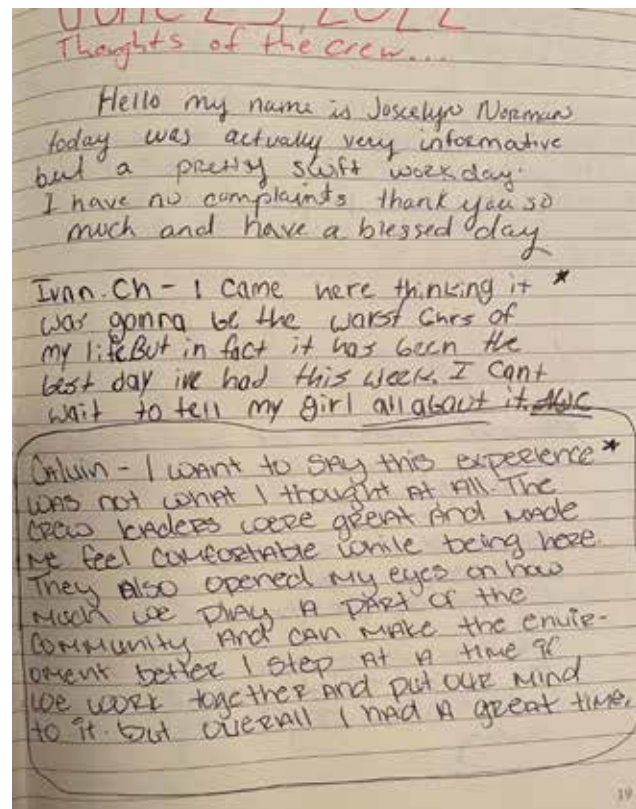 June 23, 2022
Thoughts of the crew....
Hello my name is Joscelyn Norman
today was actually very informative
but a pretty swift workday.
I have no complaints thank you so
much and have a blessed day
Ivan.Ch - I came here thinking it *
was gonna be the warst 6hrs of
my life But in fact it has been the
best day ive had this week. I cant
wait to tell my girl all about it.
Calvin - I want to say this experience *
was not what I thought at all. The
crew leaders were great and made
me feel comfortable while being here.
They also opened my eyes on how
much we play a part of the
community and can make the envir-
oment better 1 step at a time if
we work together and put our mind
to it. but overall I had a great time.
19